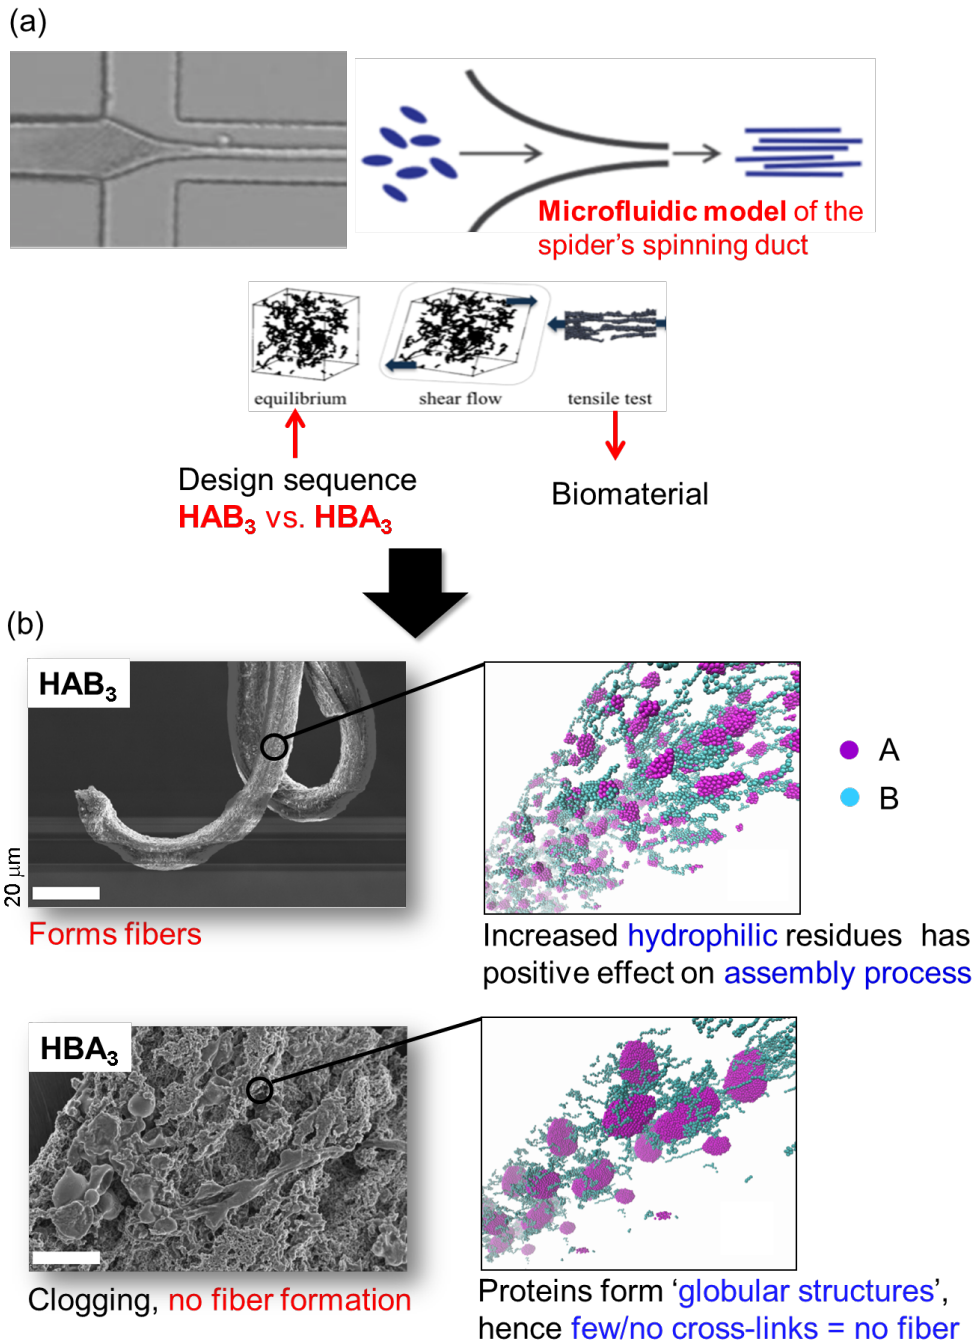 (a)
Microfluidic model of the
spider's spinning duct
equilibrium
shear flow
tensile test
Design sequence
HAB₃ vs. HBA₃
Biomaterial
(b)
HAB₃
A
B
20 μm
Forms fibers
Increased hydrophilic residues has
positive effect on assembly process
HBA₃
Clogging, no fiber formation
Proteins form ‘globular structures’,
hence few/no cross-links = no fiber